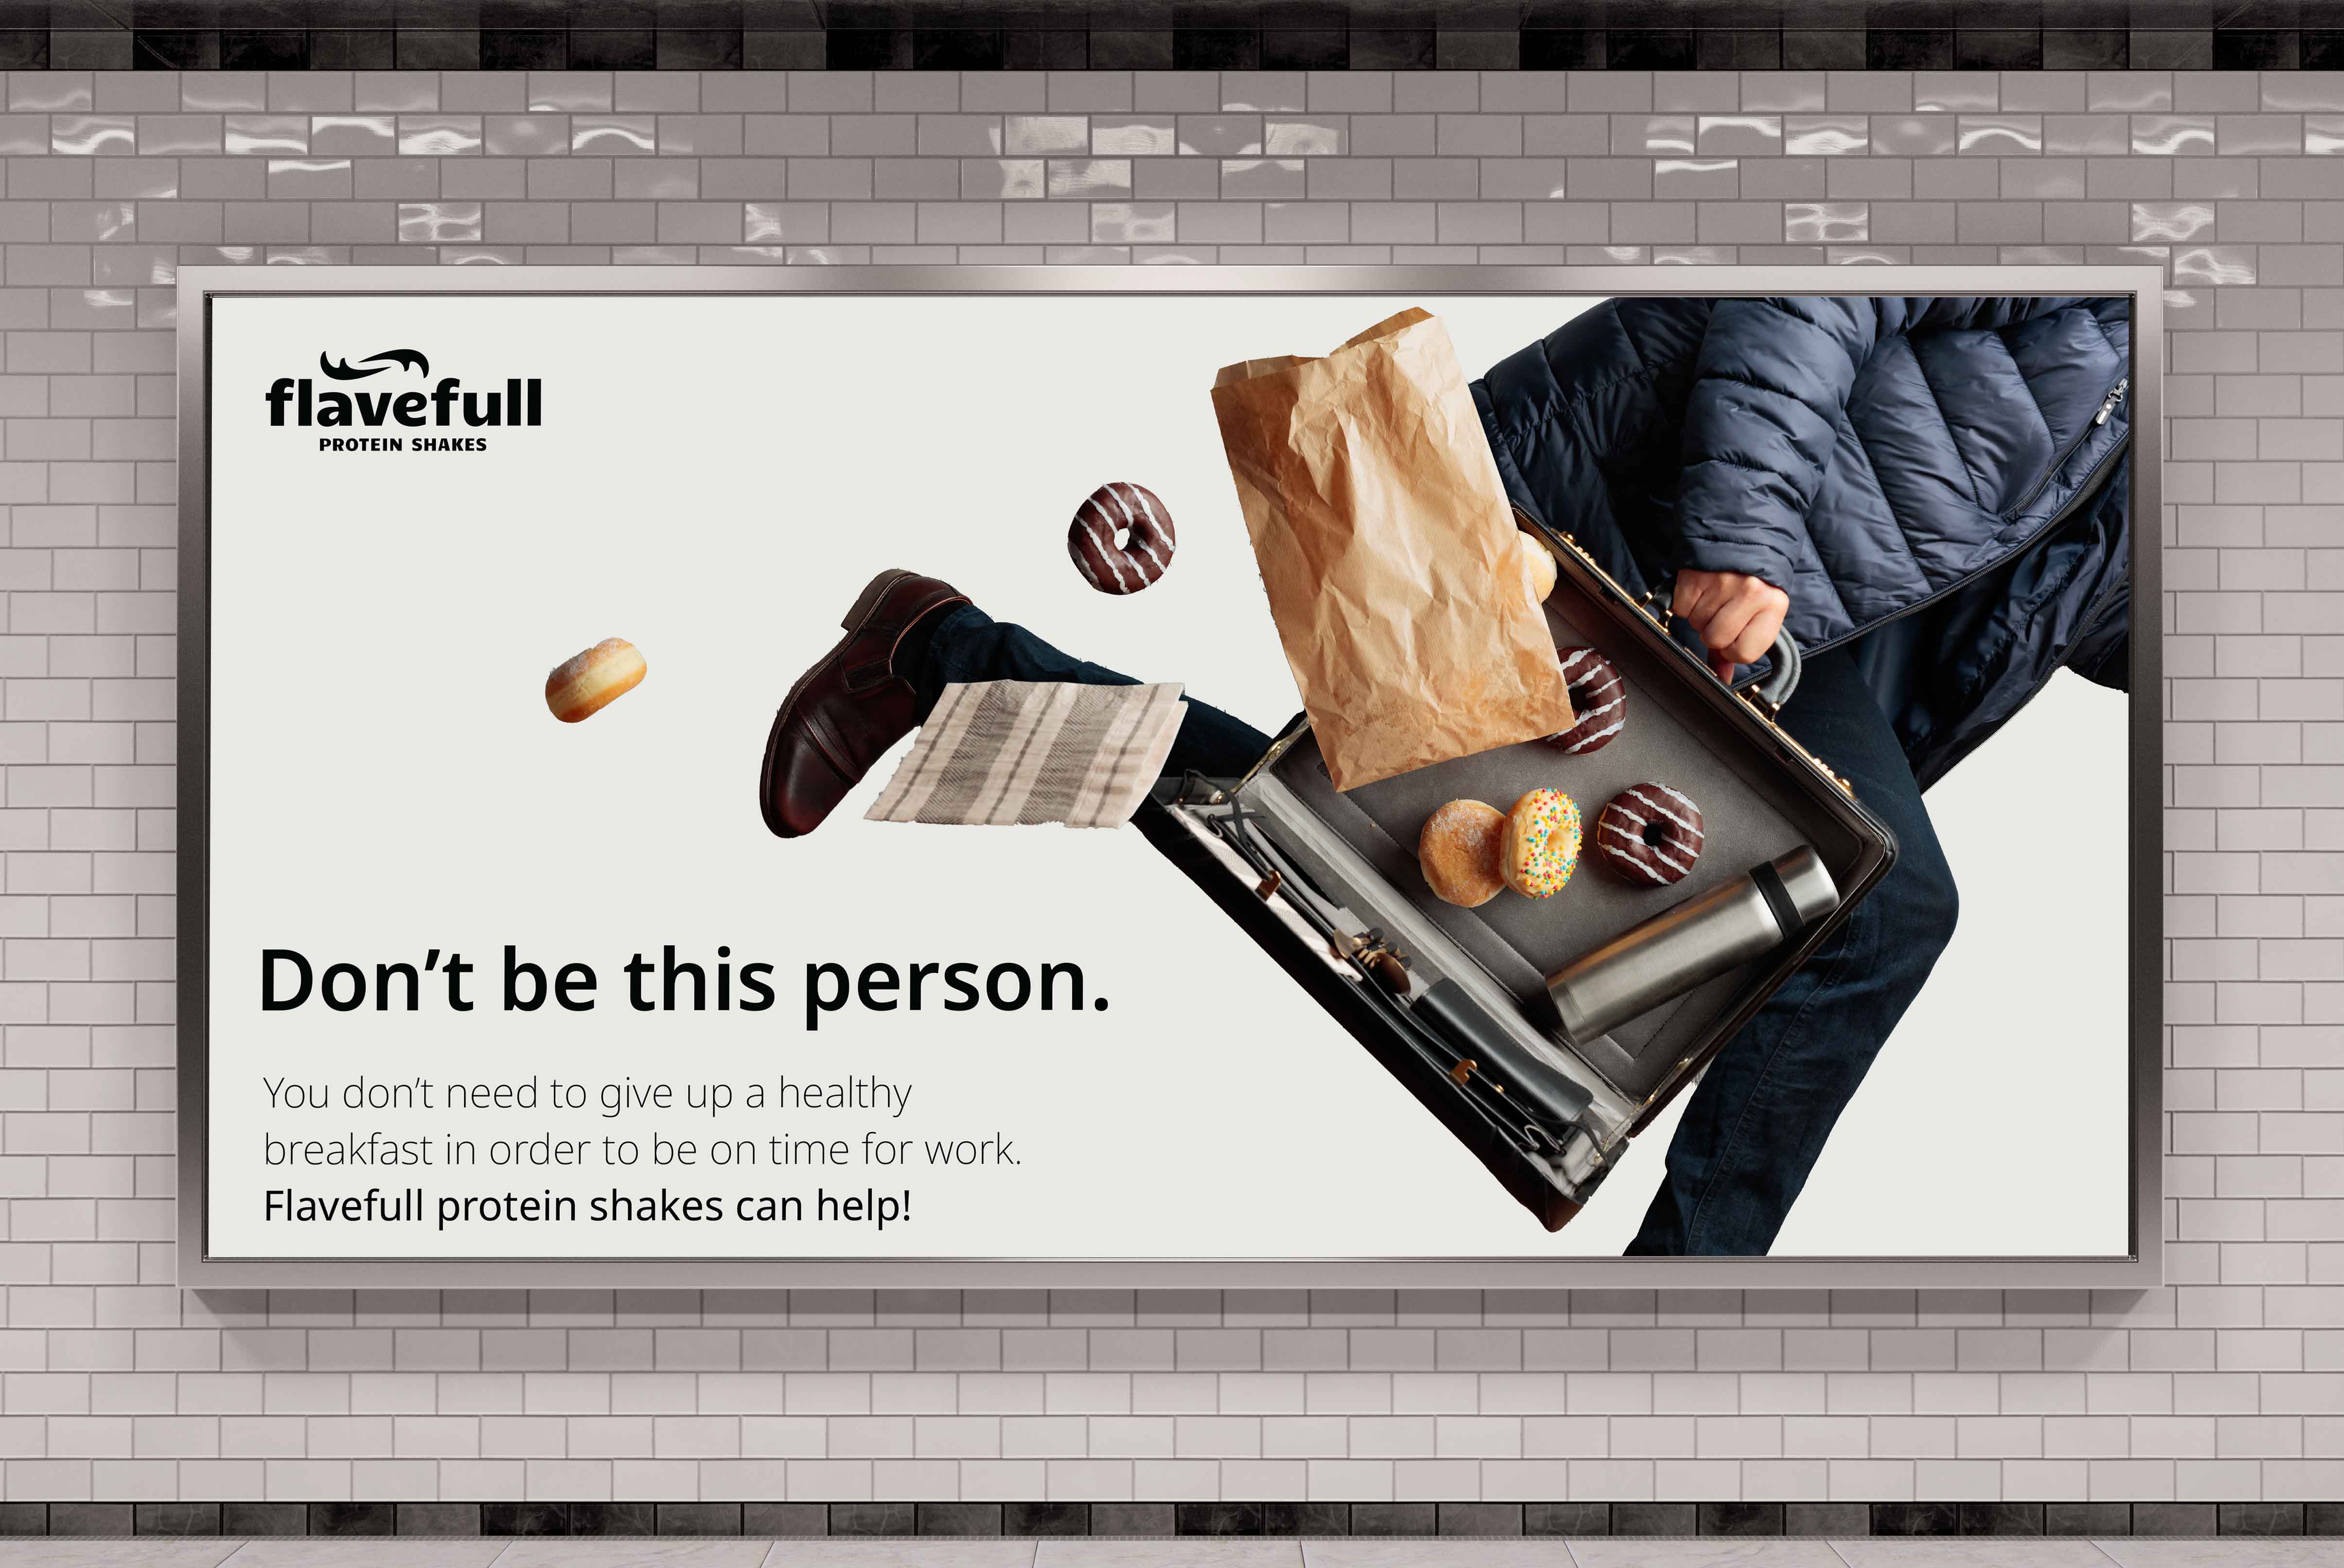 flavefull
PROTEIN SHAKES
Don’t be this person.
You don’t need to give up a healthy
breakfast in order to be on time for work.
Flavefull protein shakes can help!